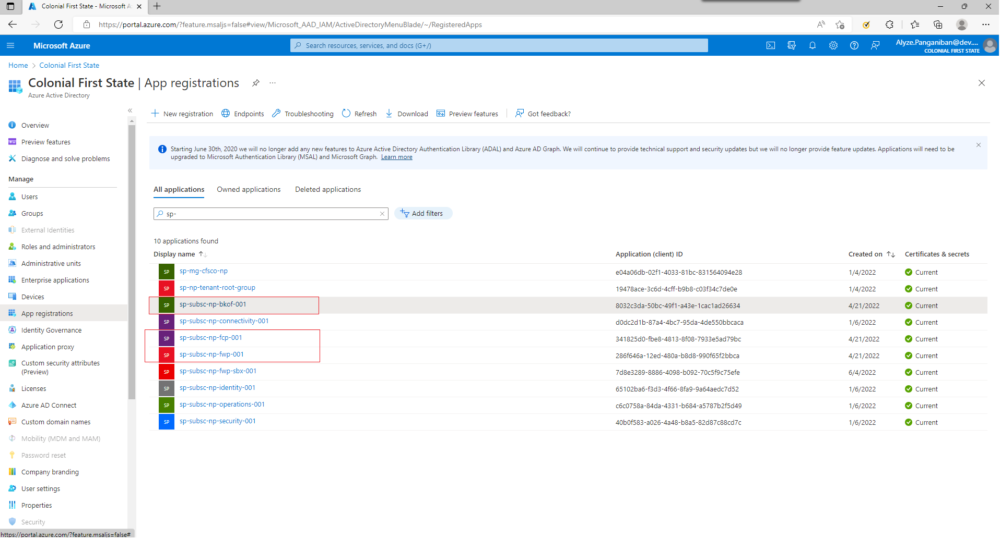 Colonial First State - Microsoft A
https://portal.azure.com/?feature.msaljs=false#view/Microsoft_AAD_IAM/ActiveDirectoryMenuBlade/~/RegisteredApps
Microsoft Azure
Search resources, services, and docs (G+/)
Alyze.Panganiban@dev....
COLONIAL FIRST STATE
Home > Colonial First State
Colonial First State | App registrations
Azure Active Directory
New registration
Endpoints
Troubleshooting
Refresh
Download
Preview features
Got feedback?
Overview
Preview features
Diagnose and solve problems
Manage
Users
Groups
External Identities
Roles and administrators
Administrative units
Enterprise applications
Devices
App registrations
Identity Governance
Application proxy
Custom security attributes
(Preview)
Licenses
Azure AD Connect
Custom domain names
Mobility (MDM and MAM)
Password reset
Company branding
User settings
Properties
Security
https://portal.azure.com/?feature.msaljs=false#
Starting June 30th, 2020 we will no longer add any new features to Azure Active Directory Authentication Library (ADAL) and Azure AD Graph. We will continue to provide technical support and security updates but we will no longer provide feature updates. Applications will need to be
upgraded to Microsoft Authentication Library (MSAL) and Microsoft Graph. Learn more
All applications
Owned applications
Deleted applications
sp-
Add filters
10 applications found
Display name Application (client) ID Created on Certificates & secrets
SP sp-mg-cfsco-np e04a06db-02f1-4033-81bc-831564094e28 1/4/2022 Current
SP sp-np-tenant-root-group 19478ace-3c6d-4cff-b9b8-c03f34c7de0e 1/4/2022 Current
SP sp-subsc-np-bkof-001 8032c3da-50bc-49f1-a43e-1cac1ad26634 4/21/2022 Current
SP sp-subsc-np-connectivity-001 d0dc2d1b-87a4-4bc7-95da-4de550bbcaca 1/6/2022 Current
SP sp-subsc-np-fcp-001 341825d0-fbe8-4813-8f08-7933e5ad79bc 4/21/2022 Current
SP sp-subsc-np-fwp-001 286f646a-12ed-480a-b8d8-990f65f2bbca 4/21/2022 Current
SP sp-subsc-np-fwp-sbx-001 7d8e3289-8886-4098-b092-70c5f9c75efe 6/4/2022 Current
SP sp-subsc-np-identity-001 65102ba6-f3d3-4f66-8fa9-9a64aedc7d52 1/6/2022 Current
SP sp-subsc-np-operations-001 c6c0758a-84da-4331-b684-a5787b2f5d49 1/6/2022 Current
SP sp-subsc-np-security-001 40b0f583-a026-4a48-b8a5-82d87c88cd7c 1/6/2022 Current